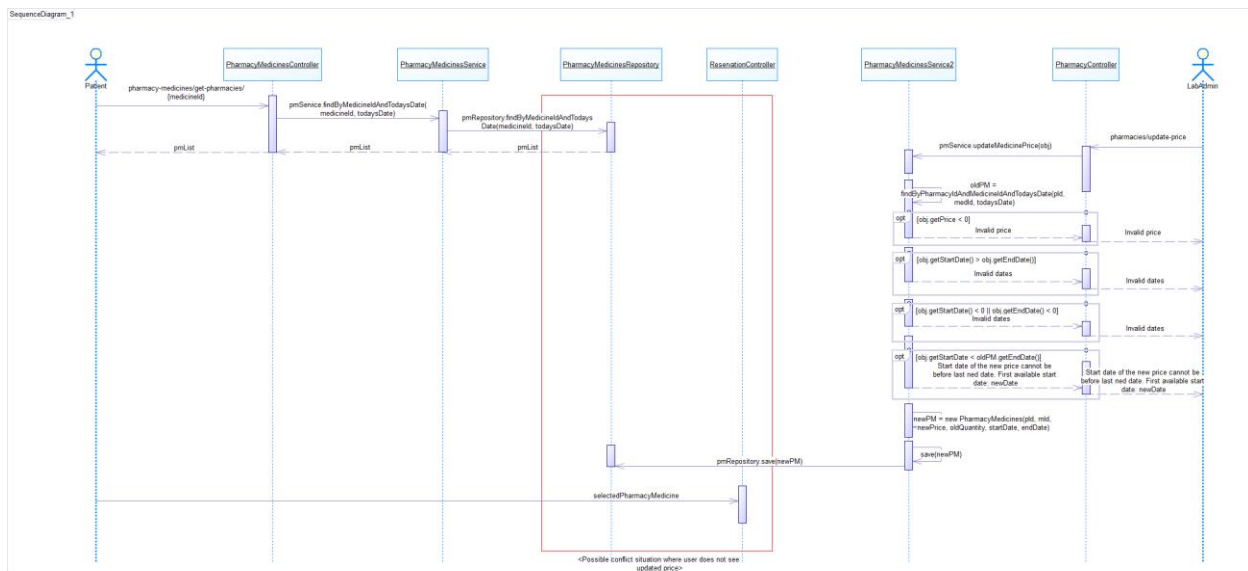 SequenceDiagram_1
PharmacyMedicinesController
PharmacyMedicinesService
PharmacyMedicinesRepository
ResenationController
PharmacyMedicinesService2
PharmacyController
Patient
LabAdmin
pharmacy-medicines/get-pharmacies/
{medicineId}
pmService.findByMedicineIdAndTodaysDate(
medicineId, todaysDate)
pmRepository.findByMedicineIdAndTodays
Date(medicineId, todaysDate)
pmList
pmList
pmList
pharmacies/update-price
pmService.updateMedicinePrice(obj)
oldPM =
findByPharmacyIdAndMedicineIdAndTodaysDate(pId,
medId, todaysDate)
opt
[obj.getPrice < 0]
Invalid price
Invalid price
opt
[obj.getStartDate() > obj.getEndDate()]
Invalid dates
Invalid dates
opt
[obj.getStartDate() < 0 || obj.getEndDate() < 0]
Invalid dates
Invalid dates
opt
[obj.getStartDate < oldPM.getEndDate()]
Start date of the new price cannot be
before last ned date. First available start
date: newDate
Start date of the new price cannot be
before last ned date. First available start
date: newDate
newPM = new PharmacyMedicines(pId, mId,
newPrice, oldQuantity, startDate, endDate)
save(newPM)
pmRepository.save(newPM)
selectedPharmacyMedicine
<Possible conflict situation where user does not see
updated price>